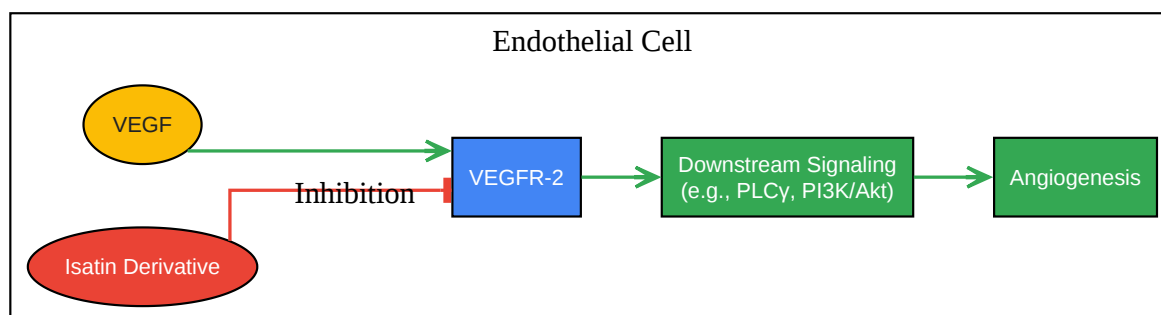 Endothelial Cell
VEGF
Inhibition
VEGFR-2
Downstream Signaling
(e.g., PLCγ, PI3K/Akt)
Angiogenesis
Isatin Derivative